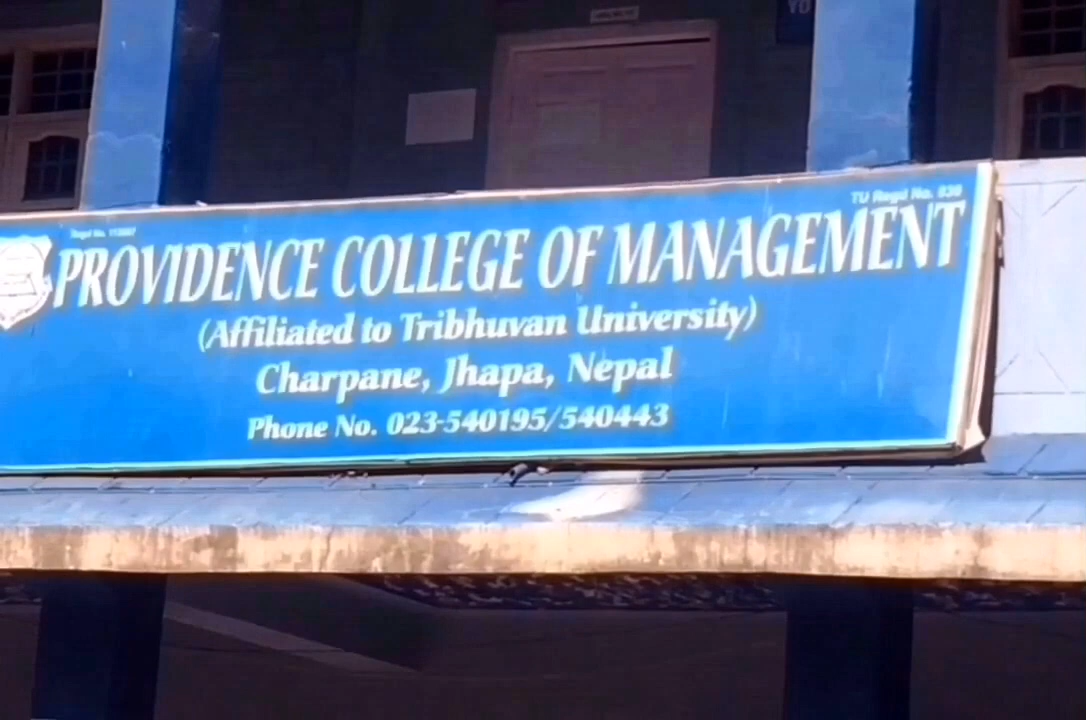 TU Regd No. 930
PROVIDENCE COLLEGE OF MANAGEMENT
(Affiliated to Tribhuvan University)
Charpane, Jhapa, Nepal
Phone No. 023-540195/540443